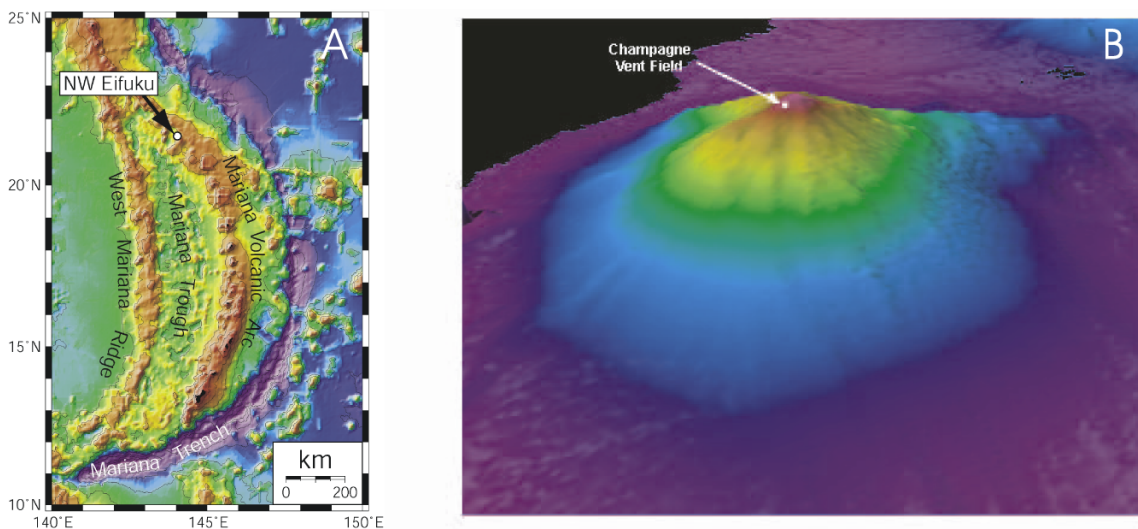 25°N
A
NW Eifuku
20°N
15°N
10°N
West Mariana Ridge
Mariana Trough
Mariana Volcanic Arc
Mariana Trench
km
0 200
140°E 145°E 150°E
B
Champagne
Vent Field